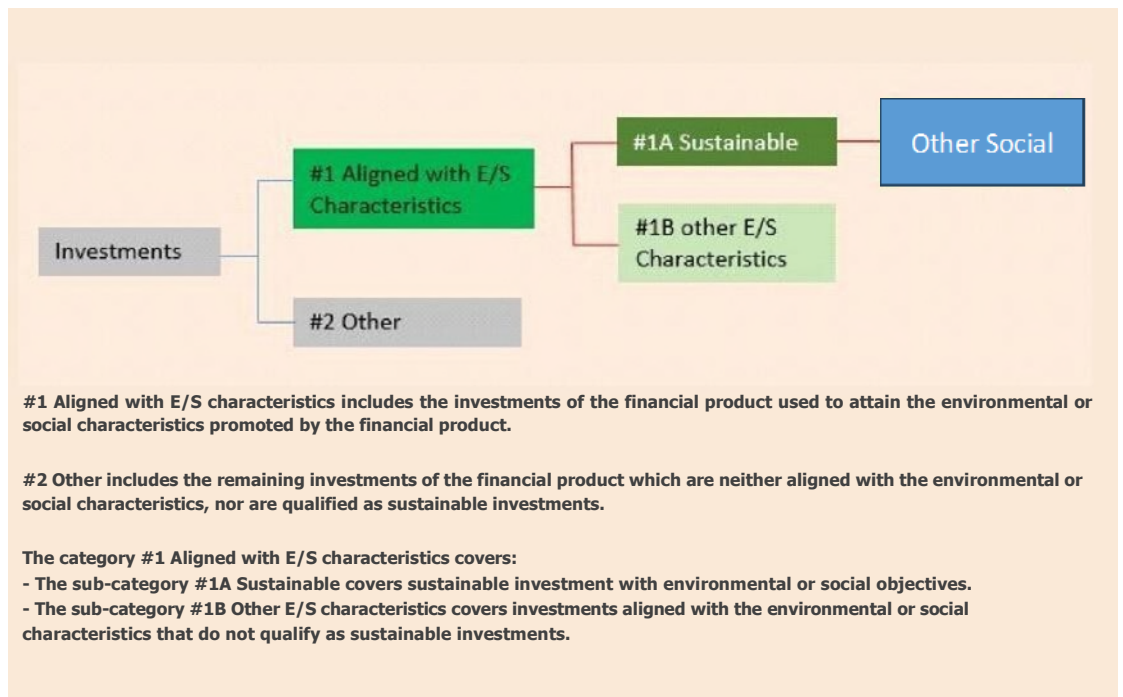 #1A Sustainable
Other Social
#1 Aligned with E/S
Characteristics
#1B other E/S
Characteristics
Investments
#2 Other
#1 Aligned with E/S characteristics includes the investments of the financial product used to attain the environmental or
social characteristics promoted by the financial product.
#2 Other includes the remaining investments of the financial product which are neither aligned with the environmental or
social characteristics, nor are qualified as sustainable investments.
The category #1 Aligned with E/S characteristics covers:
- The sub-category #1A Sustainable covers sustainable investment with environmental or social objectives.
- The sub-category #1B Other E/S characteristics covers investments aligned with the environmental or social
characteristics that do not qualify as sustainable investments.